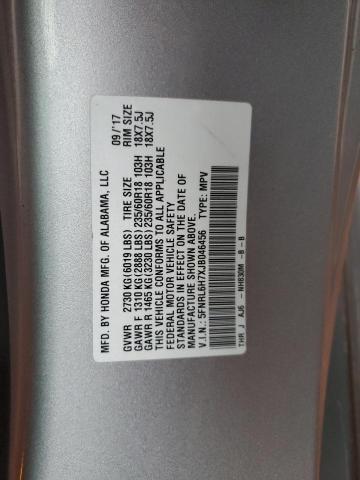 MFD. BY HONDA MFG. OF ALABAMA, LLC 09/'17
GVWR 2730 KG(6019 LBS) TIRE SIZE RIM SIZE
GAWR F 1310 KG(2888 LBS)235/60R18 103H 18X7.5J
GAWR R 1465 KG(3230 LBS)235/60R18 103H 18X7.5J
THIS VEHICLE CONFORMS TO ALL APPLICABLE
FEDERAL MOTOR VEHICLE SAFETY
STANDARDS IN EFFECT ON THE DATE OF
MANUFACTURE SHOWN ABOVE.
V.I.N.: 5FNRL6H7XJB046456 TYPE: MPV
THR J AJ6 - NH830M -B - B